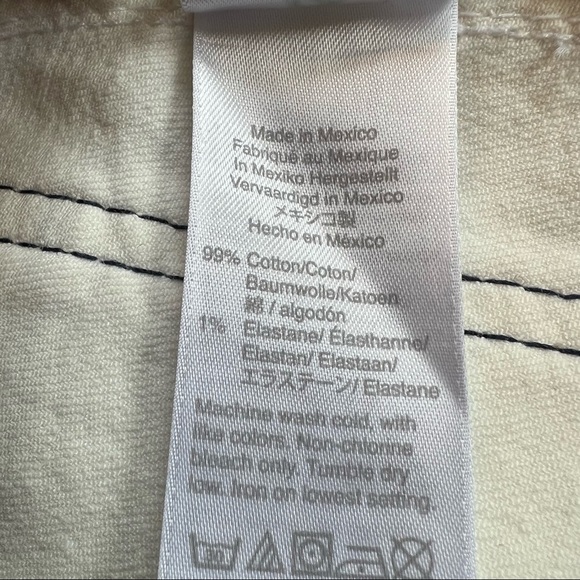 Made in Mexico
Fabriqué au Mexique
In Mexiko Hergestellt
Vervaardigd in Mexico
メキシコ製
Hecho en México
99% Cotton/Coton/
Baumwolle/Katoen
綿 / algodón
1% Elastane/ Élasthanne/
Elastan/ Elastaan/
エラステーン/ Elastane
Machine wash cold, with
like colors. Non-chlorine
bleach only. Tumble dry
low. Iron on lowest setting.
30